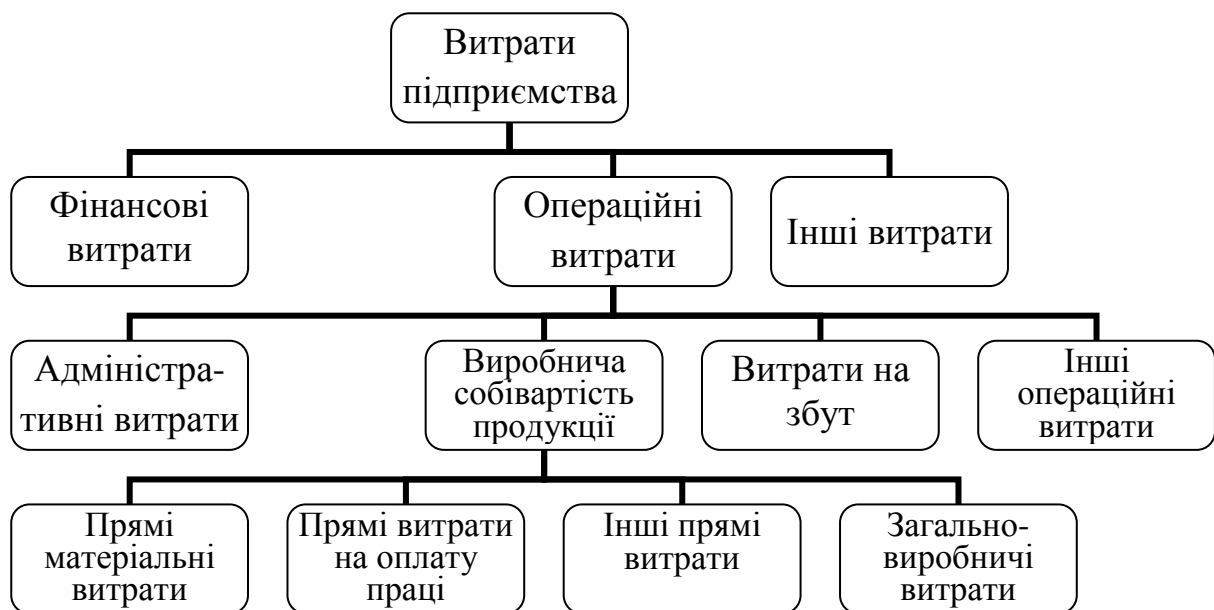 Витрати
підприємства
Фінансові
витрати
Операційні
витрати
Інші витрати
Адміністра-
тивні витрати
Виробнича
собівартість
продукції
Витрати на
збут
Інші
операційні
витрати
Прямі
матеріальні
витрати
Прямі витрати
на оплату
праці
Інші прямі
витрати
Загально-
виробничі
витрати